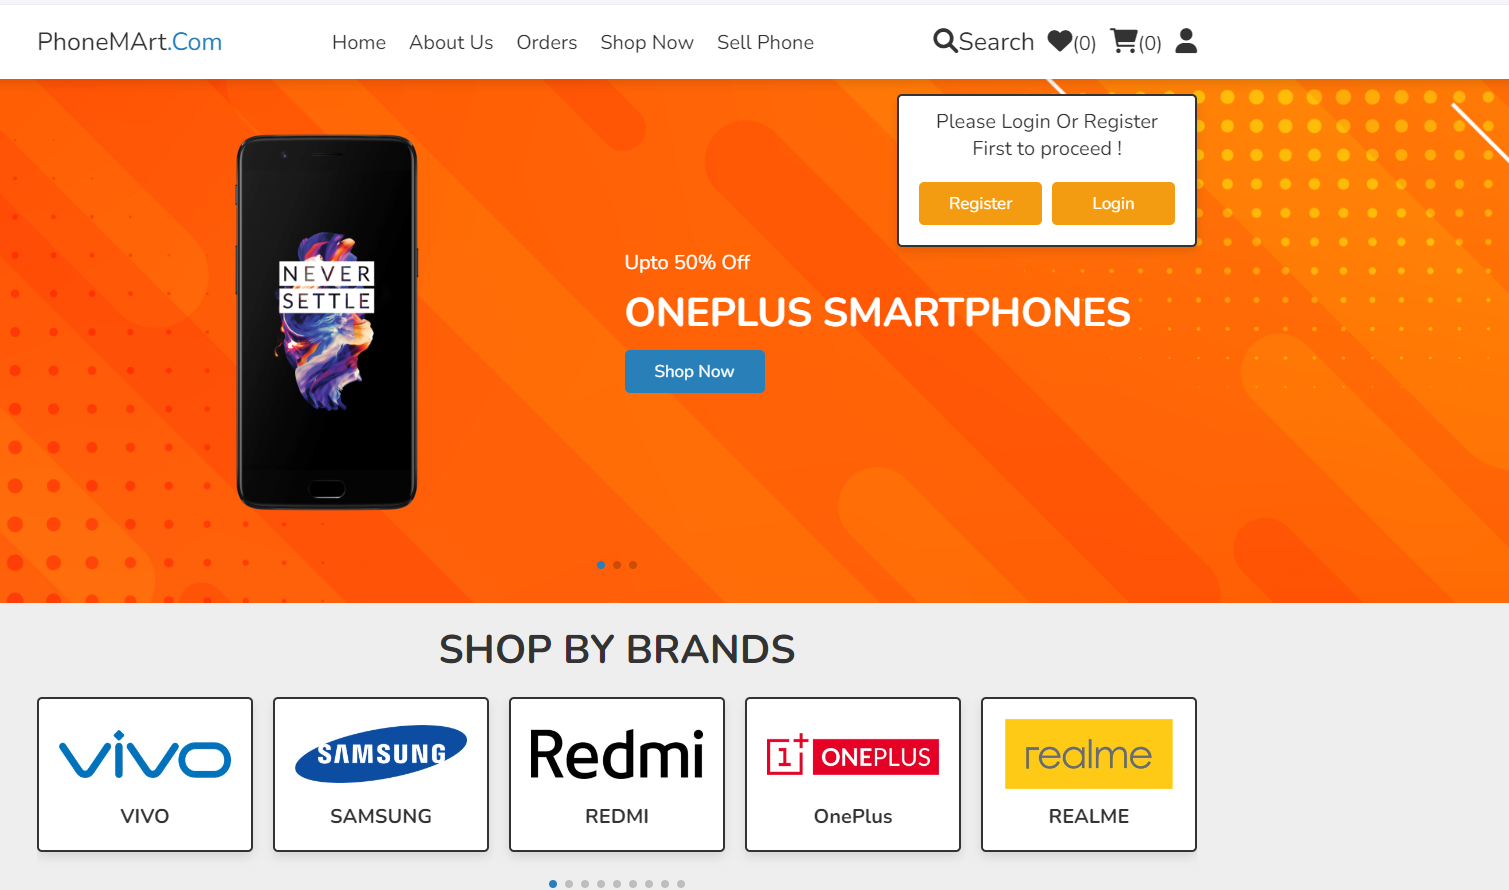 PhoneMArt.Com
Home About Us Orders Shop Now Sell Phone
Search (0) (0)
Please Login Or Register
First to proceed !
Register Login
NEVER
SETTLE
Upto 50% Off
ONEPLUS SMARTPHONES
Shop Now
SHOP BY BRANDS
vivo
SAMSUNG
Redmi
1+ ONEPLUS
realme
VIVO
SAMSUNG
REDMI
OnePlus
REALME